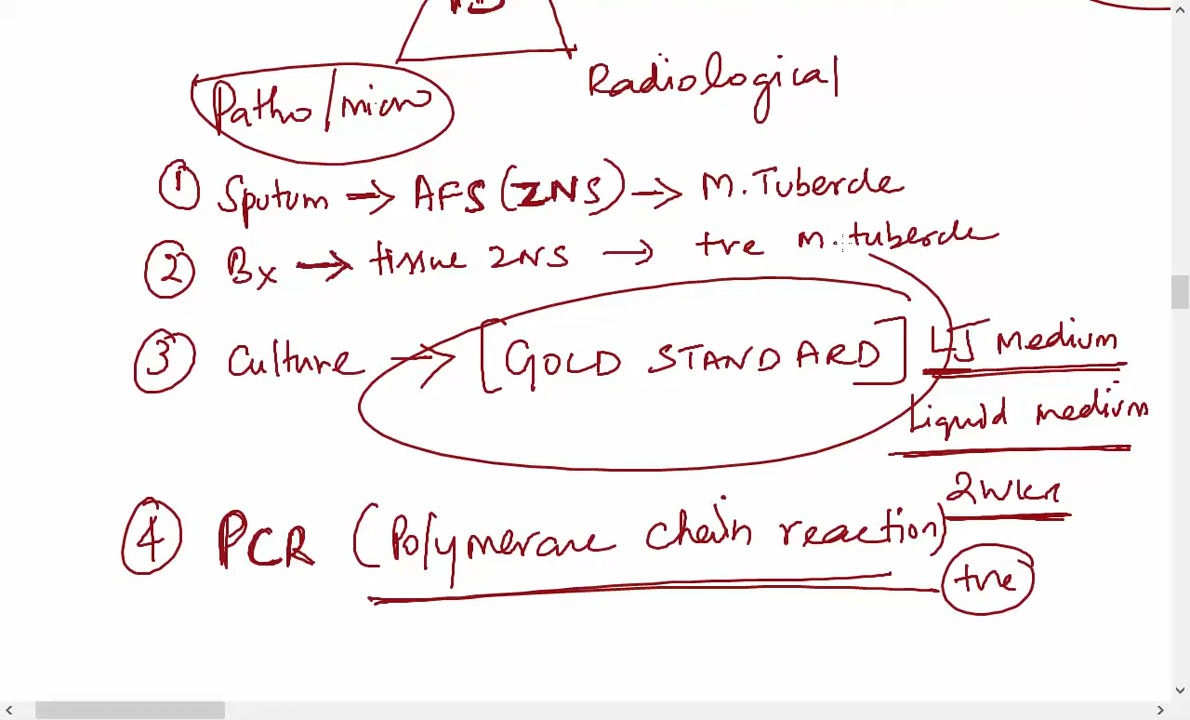 Radiological
Patho/micro
① Sputum → AFS (ZNS) → M. Tubercle
② Bx → tissue ZNS → +ve m. tubercle
③ Culture → [GOLD STANDARD] LJ Medium
Liquid medium
2wks
④ PCR (Polymerase chain reaction)
+ve